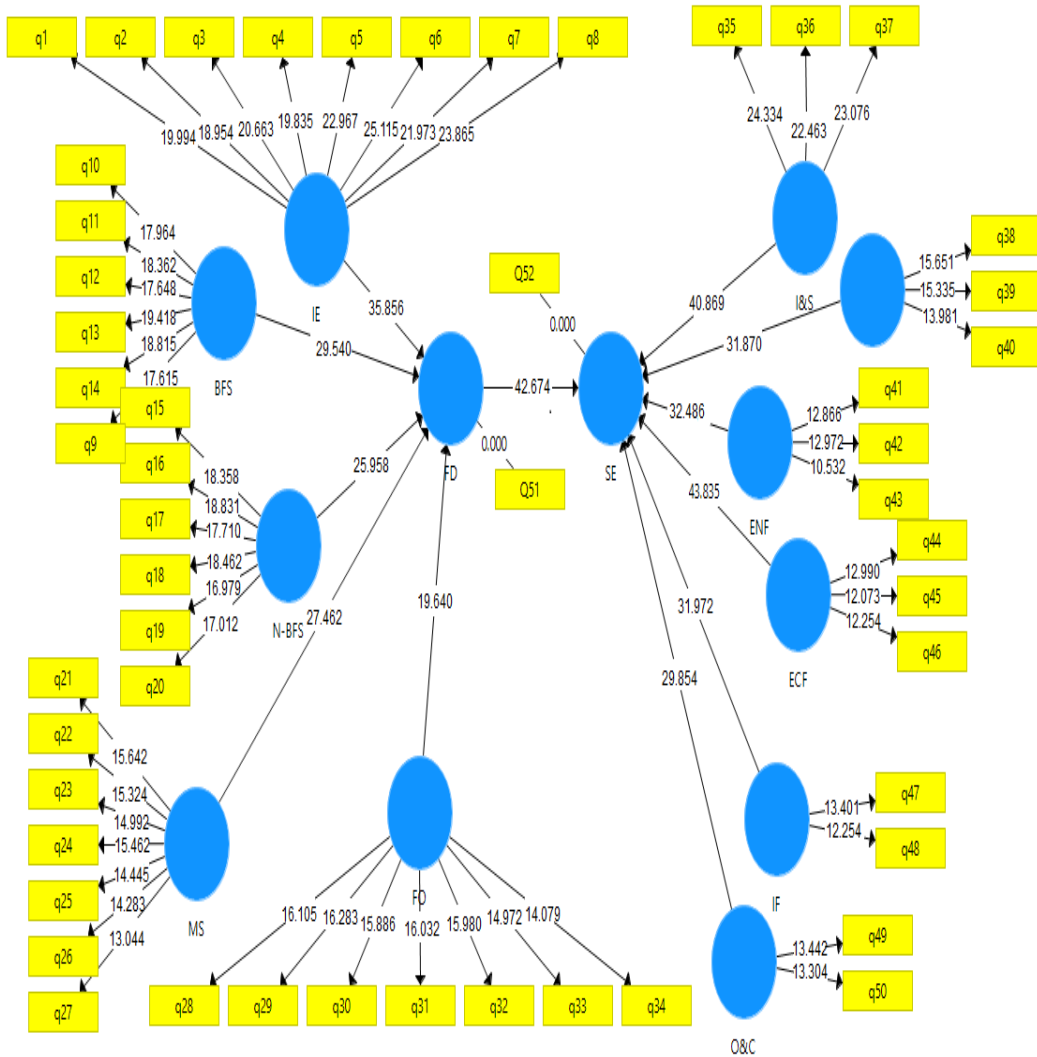 q1 q2 q3 q4 q5 q6 q7 q8
19.994 18.954 20.663 19.835 22.967 25.115 21.973 23.865
IE
q10
q11
q12
q13
q14
q9
17.964
18.362
17.648
19.418
18.815
17.615
BFS
q15
q16
q17
q18
q19
q20
18.358
18.831
17.710
18.462
16.979
17.012
N-BFS
q21
q22
q23
q24
q25
q26
q27
15.642
15.324
14.992
15.462
14.445
14.283
13.044
MS
FO
16.105 16.283 15.886 16.032 15.980 14.972 14.079
q28 q29 q30 q31 q32 q33 q34
35.856
29.540
25.958
27.462
19.640
FD
0.000
Q51
42.674
Q52
0.000
SE
q35 q36 q37
24.334 22.463 23.076
I&S
40.869
31.870
32.486
43.835
31.972
29.854
15.651
15.335
13.981
q38
q39
q40
12.866
12.972
10.532
q41
q42
q43
ENF
12.990
12.073
12.254
q44
q45
q46
ECF
13.401
12.254
q47
q48
IF
13.442
13.304
q49
q50
O&C